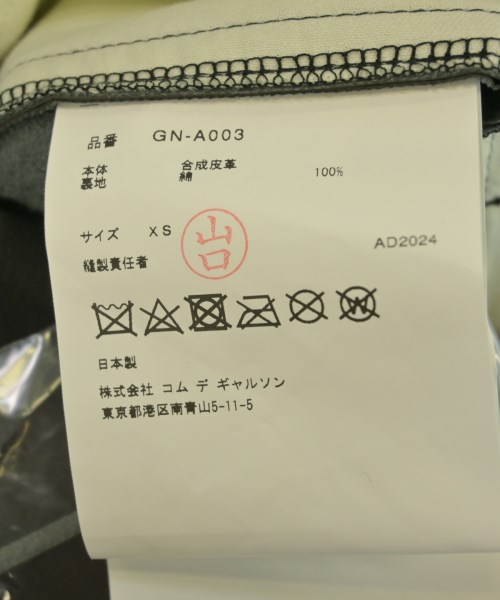 品番 GN-A003
本体 合成皮革
裏地 綿 100%
サイズ XS 山口
AD2024
縫製責任者
W
日本製
株式会社 コム デ ギャルソン
東京都港区南青山5-11-5